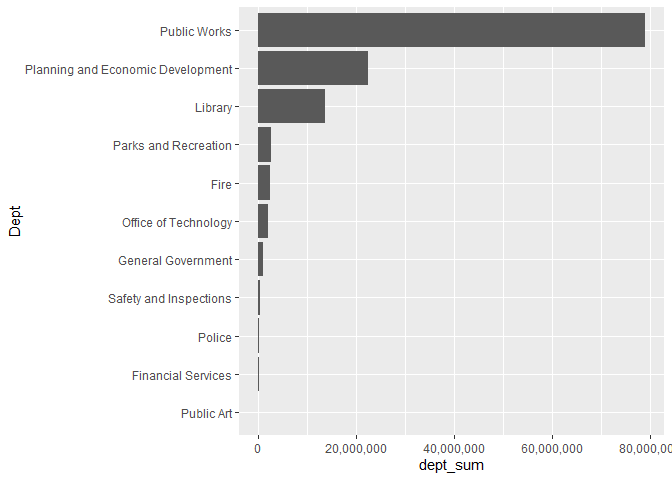 Public Works
Planning and Economic Development
Library
Parks and Recreation
Fire
Office of Technology
General Government
Safety and Inspections
Police
Financial Services
Public Art
Dept
0 20,000,000 40,000,000 60,000,000 80,000,000
dept_sum